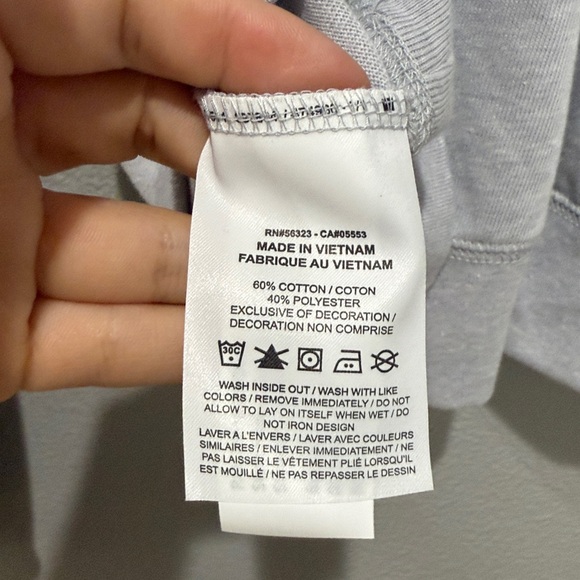 RN#56323 - CA#05553
MADE IN VIETNAM
FABRIQUE AU VIETNAM
60% COTTON / COTON
40% POLYESTER
EXCLUSIVE OF DECORATION /
DECORATION NON COMPRISE
30C
WASH INSIDE OUT / WASH WITH LIKE
COLORS / REMOVE IMMEDIATELY / DO NOT
ALLOW TO LAY ON ITSELF WHEN WET / DO
NOT IRON DESIGN
LAVER A L'ENVERS / LAVER AVEC COULEURS
SIMILAIRES / ENLEVER IMMEDIATEMENT / NE
PAS LAISSER LE VÊTEMENT PLIÉ LORSQU'IL
EST MOUILLÉ / NE PAS REPASSER LE DESSIN